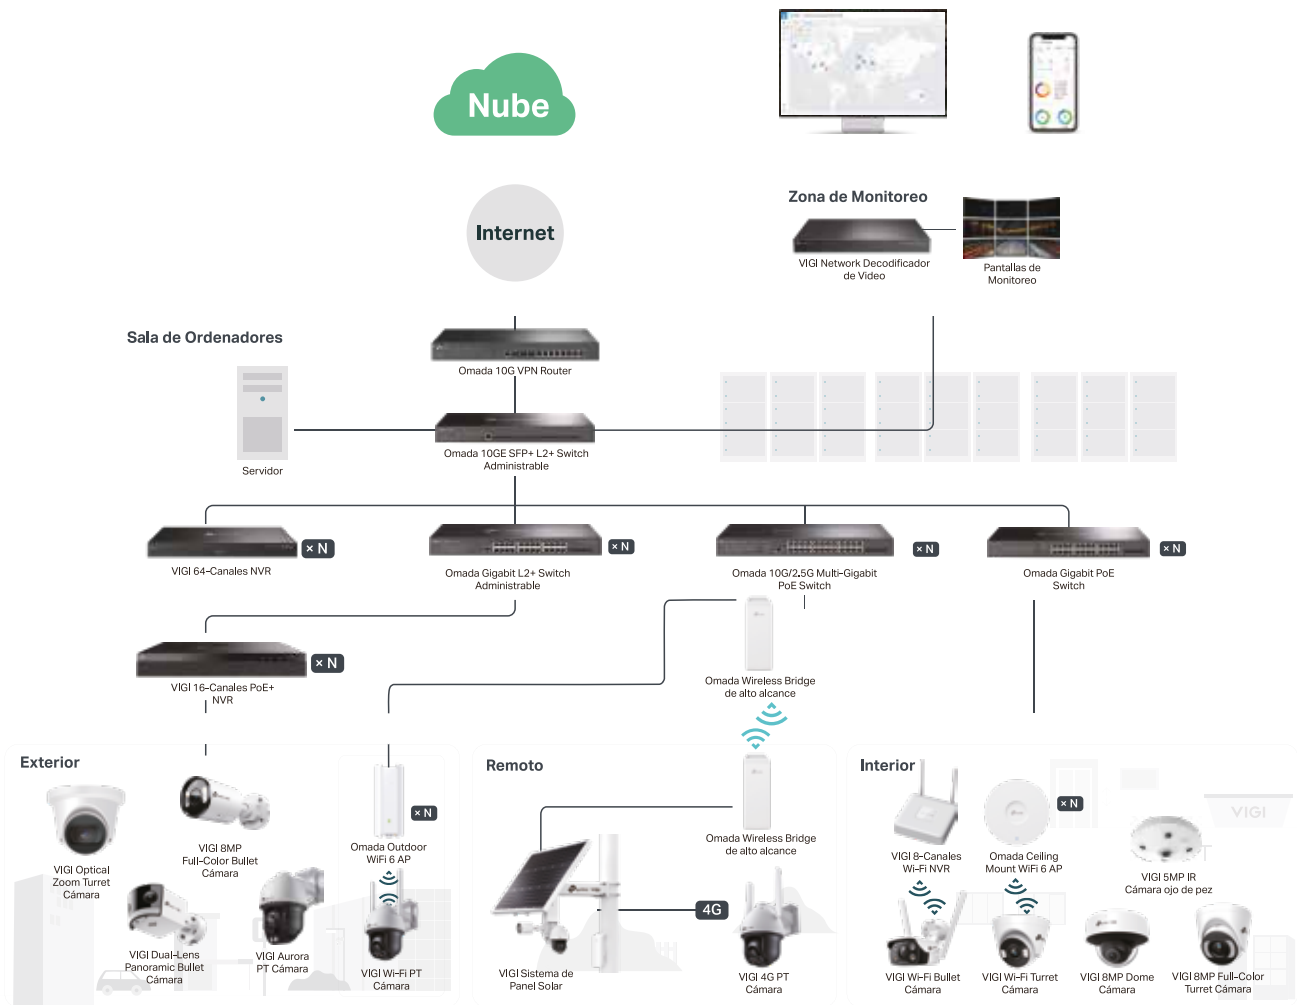 Nube
Internet
Zona de Monitoreo
VIGI Network Decodificador
de Video
Pantallas de
Monitoreo
Sala de Ordenadores
Omada 10G VPN Router
Servidor
Omada 10GE SFP+ L2+ Switch
Administrable
VIGI 64-Canales NVR
× N
Omada Gigabit L2+ Switch
Administrable
× N
Omada 10G/2.5G Multi-Gigabit
PoE Switch
× N
Omada Gigabit PoE
Switch
× N
VIGI 16-Canales PoE+
NVR
× N
Omada Wireless Bridge
de alto alcance
Exterior
VIGI Optical
Zoom Turret
Cámara
VIGI 8MP
Full-Color Bullet
Cámara
Omada Outdoor
WiFi 6 AP
× N
VIGI Dual-Lens
Panoramic Bullet
Cámara
VIGI Aurora
PT Cámara
VIGI Wi-Fi PT
Cámara
Remoto
Omada Wireless Bridge
de alto alcance
4G
VIGI Sistema de
Panel Solar
VIGI 4G PT
Cámara
Interior
VIGI 8-Canales
Wi-Fi NVR
Omada Ceiling
Mount WiFi 6 AP
× N
VIGI 5MP IR
Cámara ojo de pez
VIGI
VIGI Wi-Fi Bullet
Cámara
VIGI Wi-Fi Turret
Cámara
VIGI 8MP Dome
Cámara
VIGI 8MP Full-Color
Turret Cámara